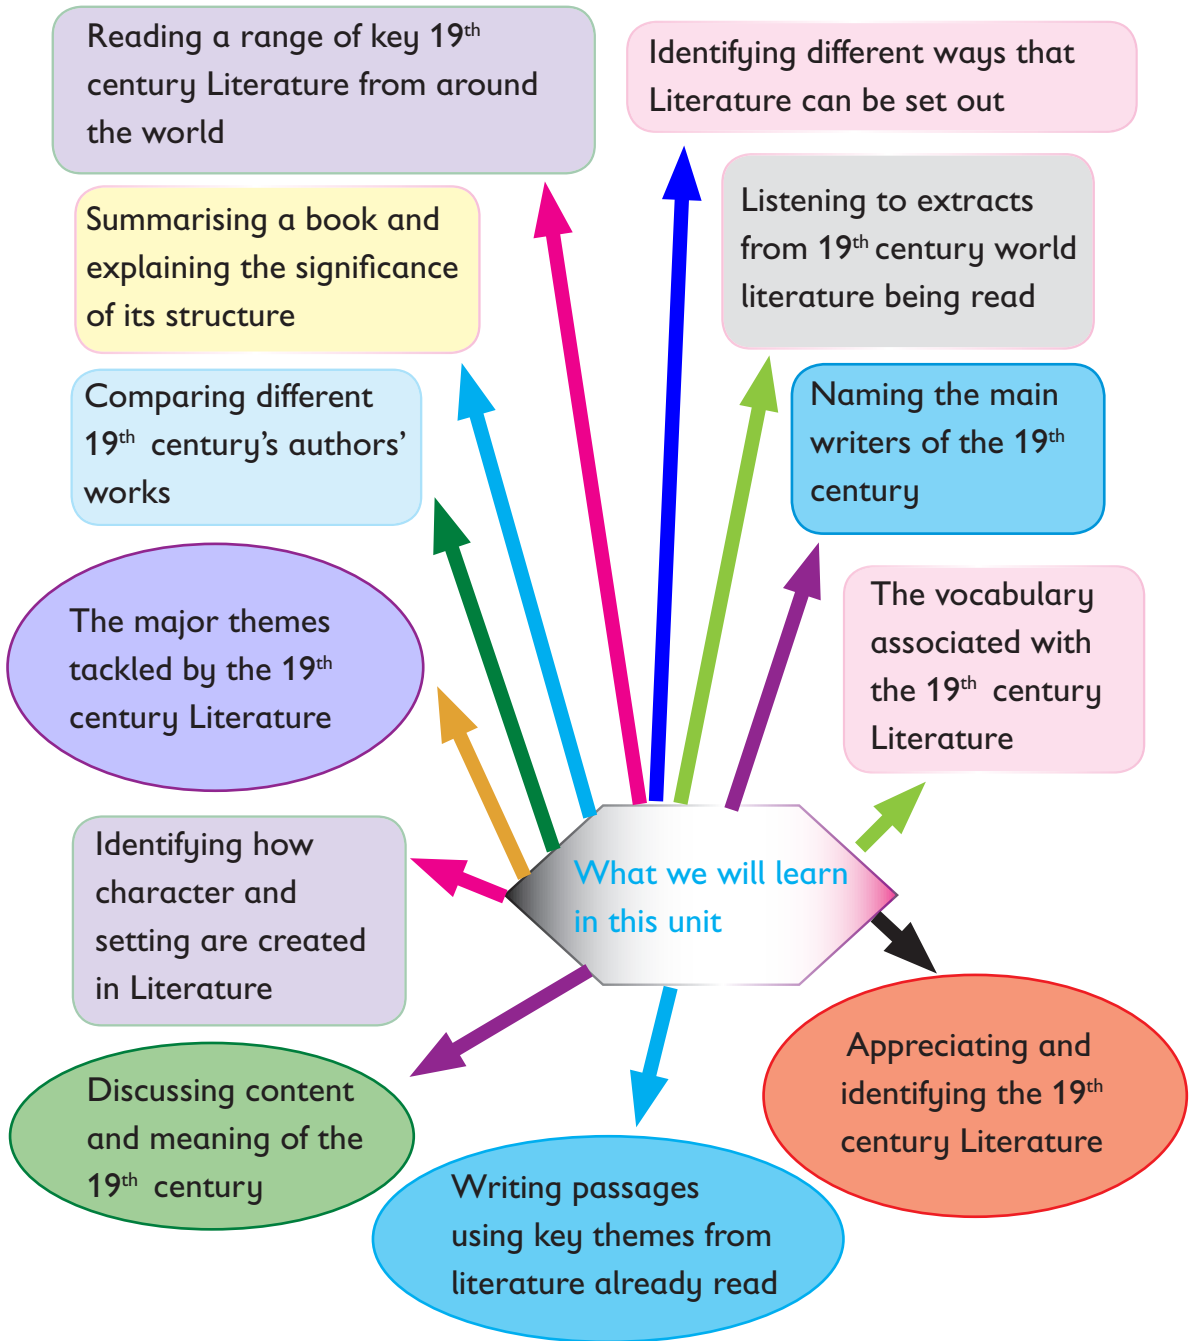 Reading a range of key 19th
century Literature from around
the world
Identifying different ways that
Literature can be set out
Summarising a book and
explaining the significance
of its structure
Listening to extracts
from 19th century world
literature being read
Comparing different
19th century's authors'
works
Naming the main
writers of the 19th
century
The major themes
tackled by the 19th
century Literature
The vocabulary
associated with
the 19th century
Literature
Identifying how
character and
setting are created
in Literature
What we will learn
in this unit
Discussing content
and meaning of the
19th century
Appreciating and
identifying the 19th
century Literature
Writing passages
using key themes from
literature already read